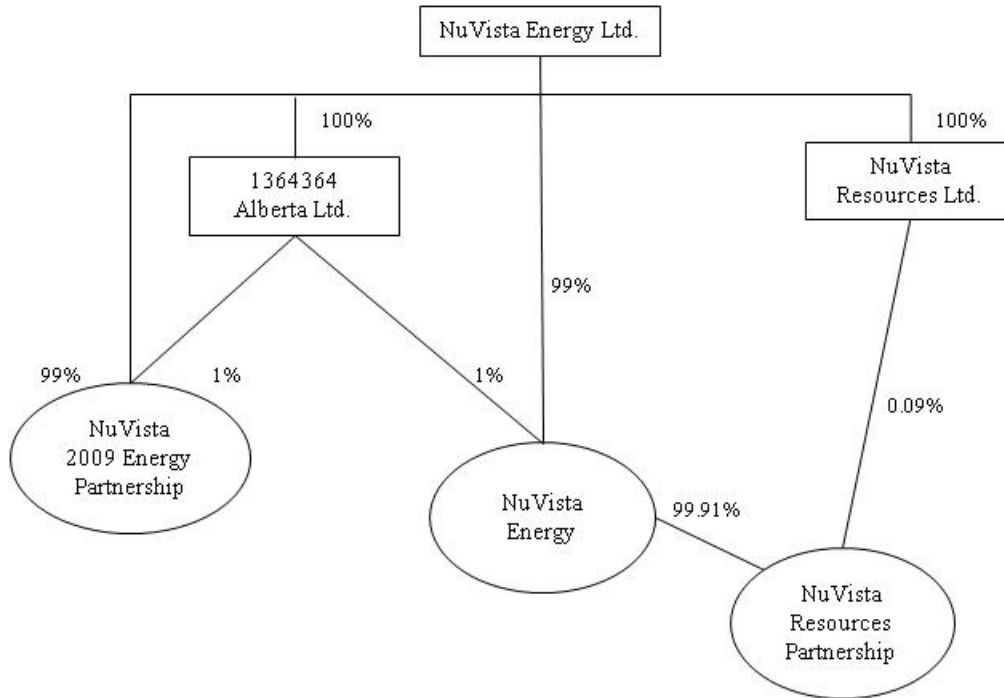 NuVista Energy Ltd.
100%
100%
1364364
Alberta Ltd.
NuVista
Resources Ltd.
99%
99%
1%
1%
0.09%
NuVista
2009 Energy
Partnership
NuVista
Energy
99.91%
NuVista
Resources
Partnership